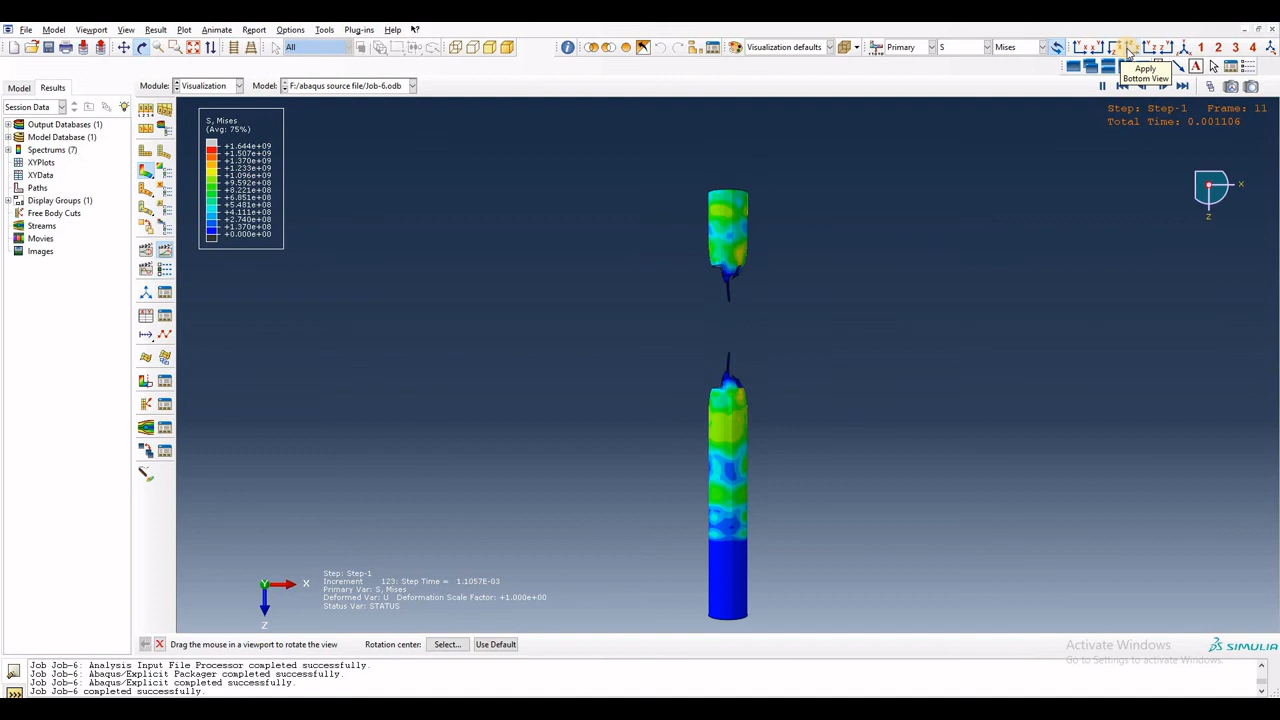 File Model Viewport View Result Plot Animate Report Options Tools Plug-ins Help
All Visualization defaults Primary S Mises 1 2 3 4
Apply
Bottom View
A
Model Results Module: Visualization Model: F:/abaqus source file/Job-6.odb
Session Data
Output Databases (1)
Model Database (1)
Spectrums (7)
XYPlots
XYData
Paths
Display Groups (1)
Free Body Cuts
Streams
Movies
Images
S, Mises
(Avg: 75%)
+1.644e+09
+1.507e+09
+1.370e+09
+1.233e+09
+1.096e+09
+9.592e+08
+8.221e+08
+6.851e+08
+5.481e+08
+4.111e+08
+2.740e+08
+1.370e+08
+0.000e+00
Step: Step-1 Frame: 11
Total Time: 0.001106
X
Z
Y X
Z
Step: Step-1
Increment 123: Step Time = 1.1057E-03
Primary Var: S, Mises
Deformed Var: U Deformation Scale Factor: +1.000e+00
Status Var: STATUS
Drag the mouse in a viewport to rotate the view Rotation center: Select... Use Default
Activate Windows
Go to Settings to activate Windows.
SIMULIA
Job Job-6: Analysis Input File Processor completed successfully.
Job Job-6: Abaqus/Explicit Packager completed successfully.
Job Job-6: Abaqus/Explicit completed successfully.
Job Job-6 completed successfully.